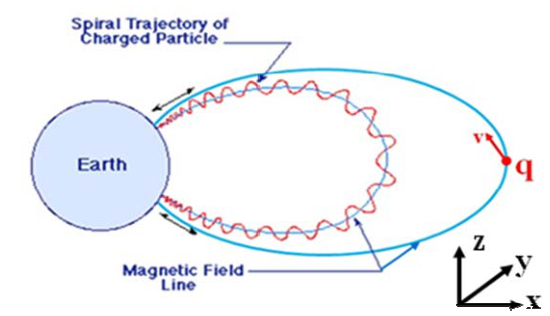 Spiral Trajectory of
Charged Particle
Earth
v
q
Magnetic Field
Line
z
y
x